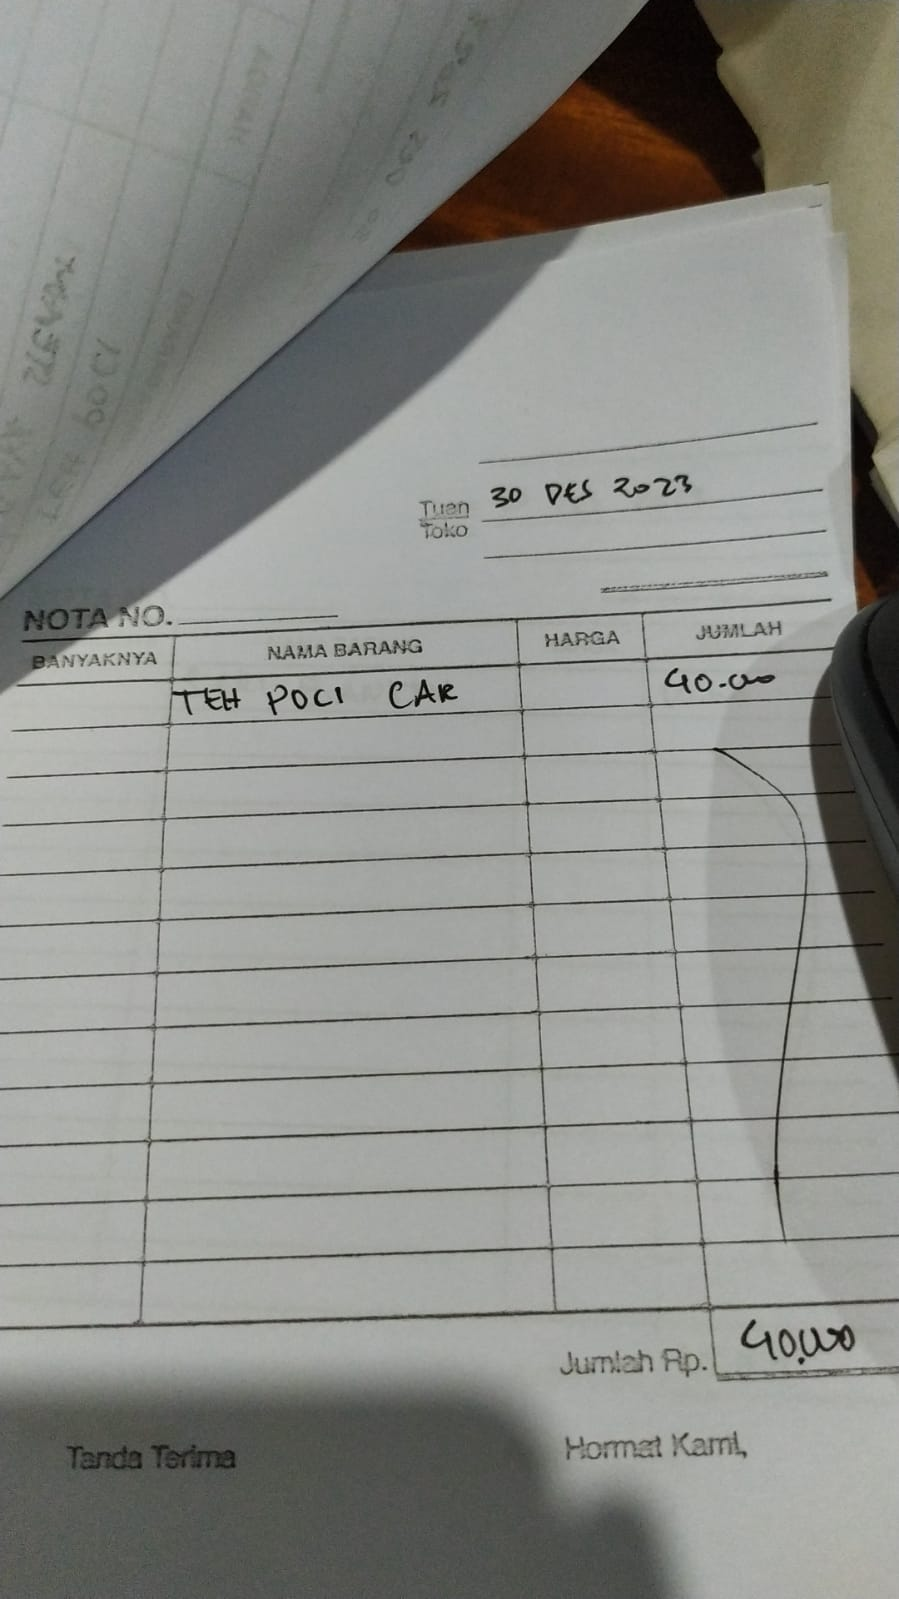 30 DES 2023
Tuan
Toko
NOTA NO.
BANYAKNYA NAMA BARANG HARGA JUMLAH
TEH POCI CAR 40.000
Jumlah Rp. 40.000
Tanda Terima Hormat Kami,